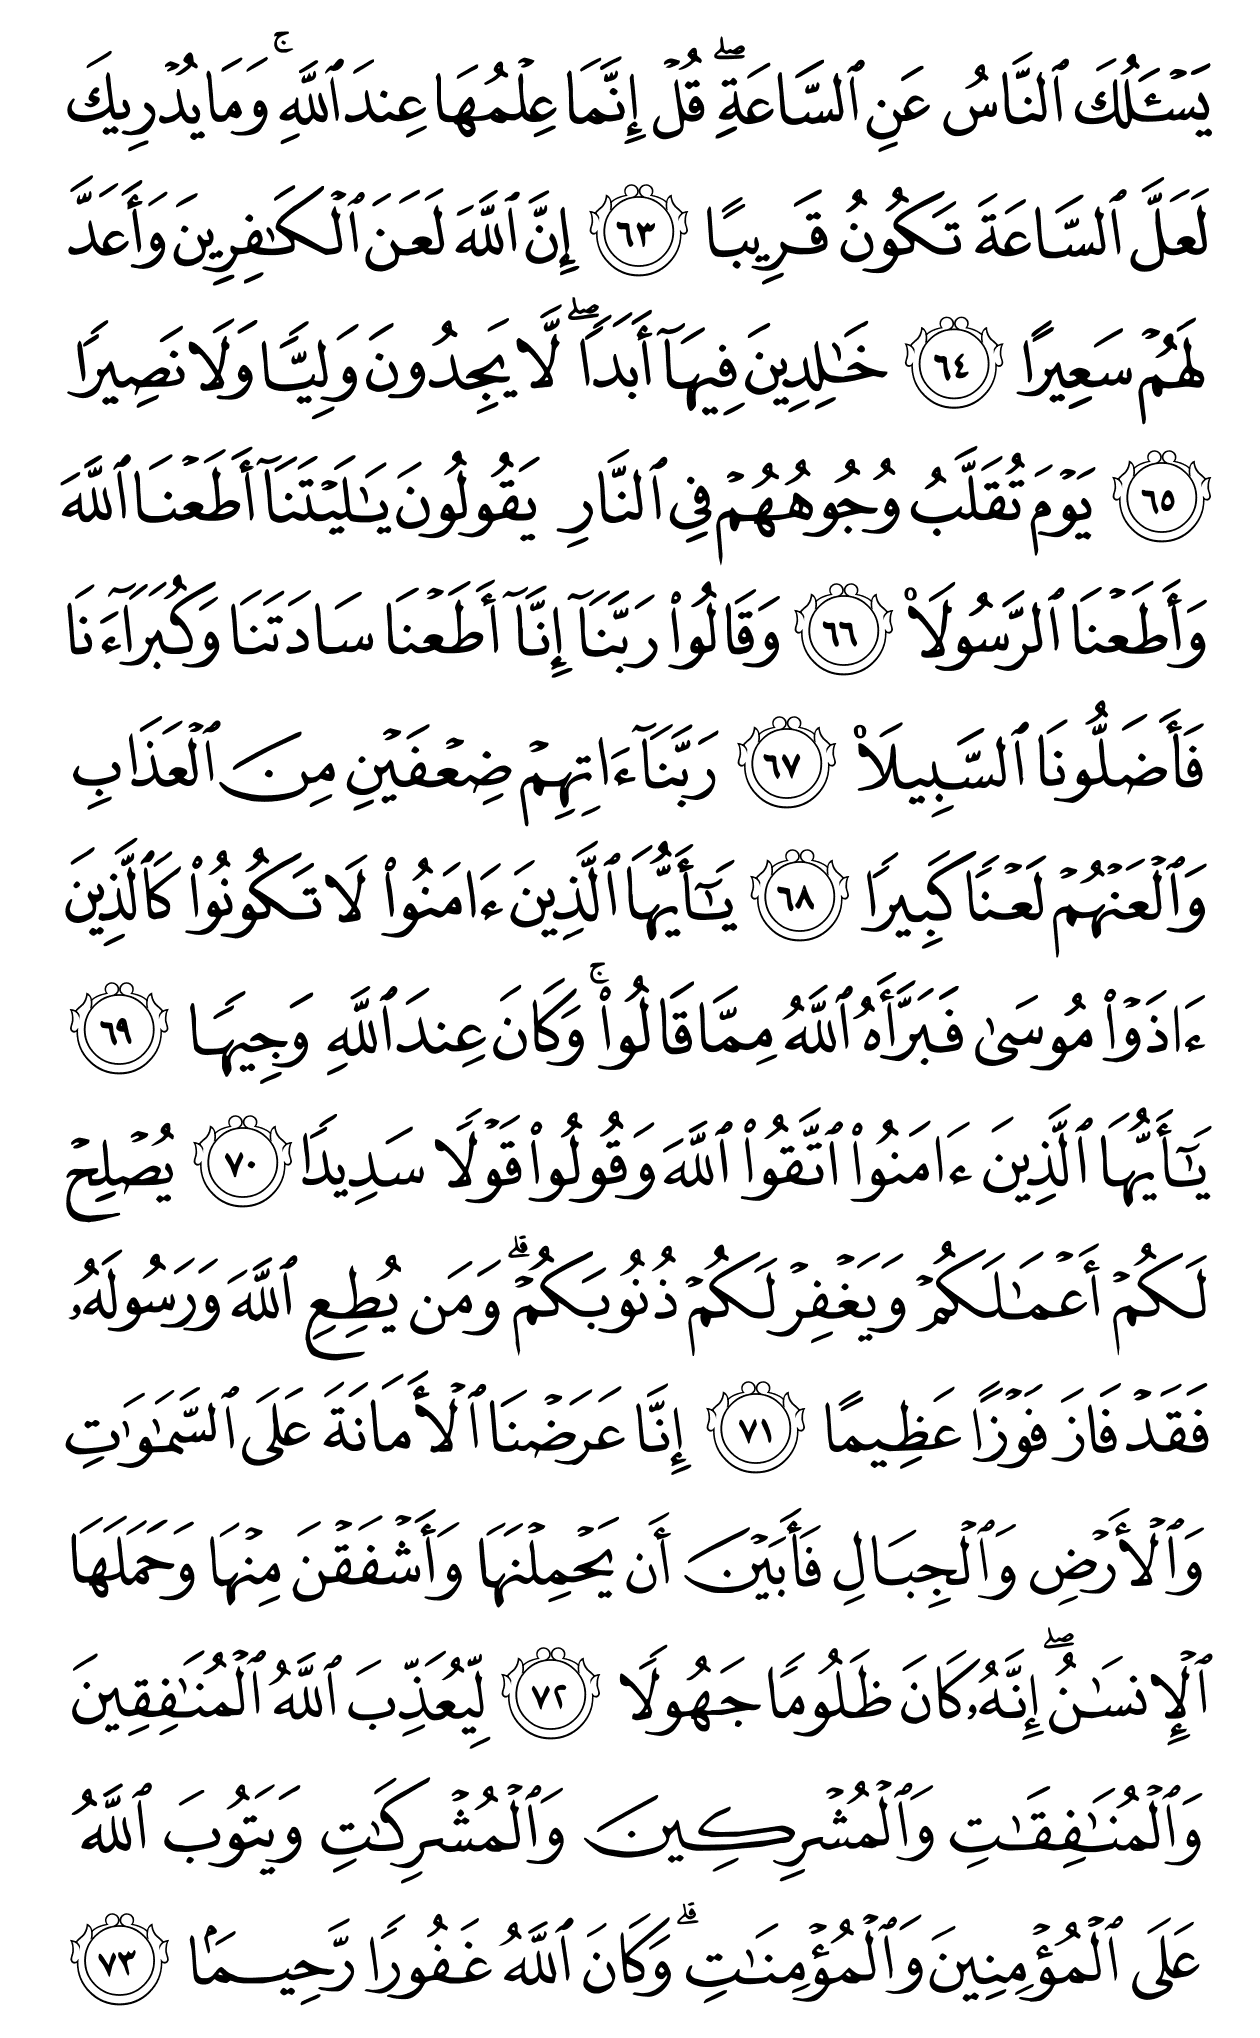 يَسْـَٔلُكَ ٱلنَّاسُ عَنِ ٱلسَّاعَةِ ۖ قُلْ إِنَّمَا عِلْمُهَا عِندَ ٱللَّهِ ۚ وَمَا يُدْرِيكَ
لَعَلَّ ٱلسَّاعَةَ تَكُونُ قَرِيبًا ٦٣ إِنَّ ٱللَّهَ لَعَنَ ٱلْكَـٰفِرِينَ وَأَعَدَّ
لَهُمْ سَعِيرًا ٦٤ خَـٰلِدِينَ فِيهَآ أَبَدًا ۖ لَّا يَجِدُونَ وَلِيًّا وَلَا نَصِيرًا
٦٥ يَوْمَ تُقَلَّبُ وُجُوهُهُمْ فِى ٱلنَّارِ يَقُولُونَ يَـٰلَيْتَنَآ أَطَعْنَا ٱللَّهَ
وَأَطَعْنَا ٱلرَّسُولَا۠ ٦٦ وَقَالُوا۟ رَبَّنَآ إِنَّآ أَطَعْنَا سَادَتَنَا وَكُبَرَآءَنَا
فَأَضَلُّونَا ٱلسَّبِيلَا۠ ٦٧ رَبَّنَآ ءَاتِهِمْ ضِعْفَيْنِ مِنَ ٱلْعَذَابِ
وَٱلْعَنْهُمْ لَعْنًا كَبِيرًا ٦٨ يَـٰٓأَيُّهَا ٱلَّذِينَ ءَامَنُوا۟ لَا تَكُونُوا۟ كَٱلَّذِينَ
ءَاذَوْا۟ مُوسَىٰ فَبَرَّأَهُ ٱللَّهُ مِمَّا قَالُوا۟ ۚ وَكَانَ عِندَ ٱللَّهِ وَجِيهًا ٦٩
يَـٰٓأَيُّهَا ٱلَّذِينَ ءَامَنُوا۟ ٱتَّقُوا۟ ٱللَّهَ وَقُولُوا۟ قَوْلًا سَدِيدًا ٧٠ يُصْلِحْ
لَكُمْ أَعْمَـٰلَكُمْ وَيَغْفِرْ لَكُمْ ذُنُوبَكُمْ ۗ وَمَن يُطِعِ ٱللَّهَ وَرَسُولَهُۥ
فَقَدْ فَازَ فَوْزًا عَظِيمًا ٧١ إِنَّا عَرَضْنَا ٱلْأَمَانَةَ عَلَى ٱلسَّمَـٰوَٰتِ
وَٱلْأَرْضِ وَٱلْجِبَالِ فَأَبَيْنَ أَن يَحْمِلْنَهَا وَأَشْفَقْنَ مِنْهَا وَحَمَلَهَا
ٱلْإِنسَـٰنُ ۖ إِنَّهُۥ كَانَ ظَلُومًا جَهُولًا ٧٢ لِّيُعَذِّبَ ٱللَّهُ ٱلْمُنَـٰفِقِينَ
وَٱلْمُنَـٰفِقَـٰتِ وَٱلْمُشْرِكِينَ وَٱلْمُشْرِكَـٰتِ وَيَتُوبَ ٱللَّهُ
عَلَى ٱلْمُؤْمِنِينَ وَٱلْمُؤْمِنَـٰتِ ۗ وَكَانَ ٱللَّهُ غَفُورًا رَّحِيمًۢا ٧٣